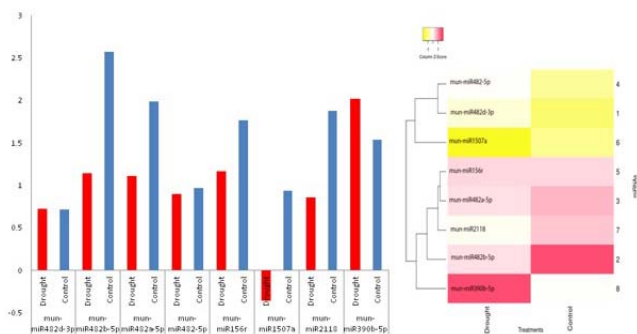 3
2.5
2
1.5
1
0.5
0
-0.5
Drought Control Drought Control Drought Control Drought Control Drought Control Drought Control Drought Control Drought Control
mun-miR482d-3p mun-miR482b-5p mun-miR482a-5p mun-miR482-5p mun-miR156r mun-miR1507a mun-miR2118 mun-miR390b-5p
Column Z-Score
mun-miR482-5p 4
mun-miR482d-3p 1
mun-miR1507a 6
mun-miR156r 5
mun-miR482a-5p 3
mun-miR2118 7
mun-miR482b-5p 2
mun-miR390b-5p 8
miRNAs
Drought
Treatments
Control